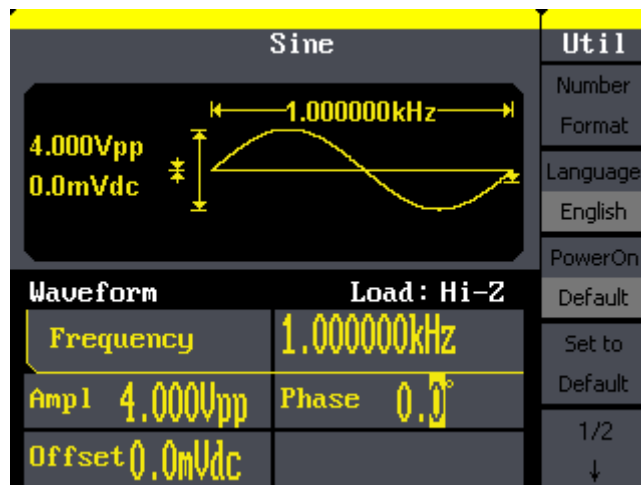 Sine
1.000000kHz
4.000Vpp
0.0mVdc
Waveform Load: Hi-Z
Frequency 1.000000kHz
Ampl 4.000Vpp Phase 0.0°
Offset 0.0mVdc
Util
Number
Format
Language
English
PowerOn
Default
Set to
Default
1/2
↓